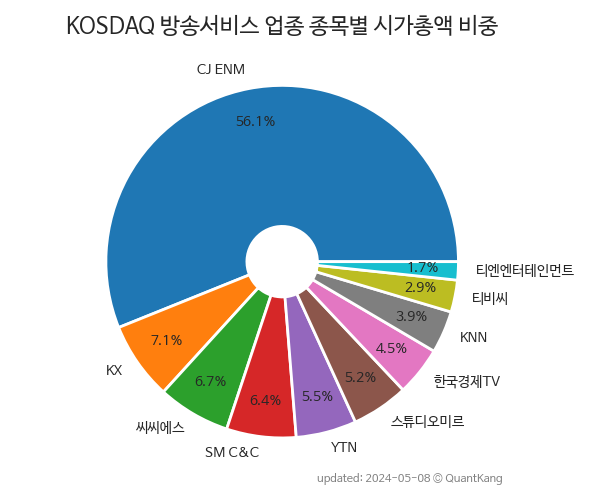 KOSDAQ 방송서비스 업종 종목별 시가총액 비중
CJ ENM
56.1%
1.7%
티엔엔터테인먼트
2.9%
티비씨
3.9%
KNN
7.1%
4.5%
KX
5.2%
한국경제TV
6.7%
5.5%
6.4%
씨씨에스
스튜디오미르
SM C&C
YTN
updated: 2024-05-08 © QuantKang